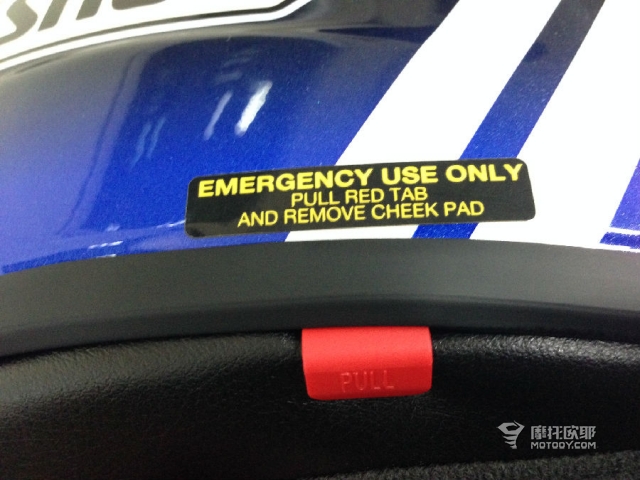 EMERGENCY USE ONLY
PULL RED TAB
AND REMOVE CHEEK PAD
PULL
摩托欧耶
MOTOOY.COM